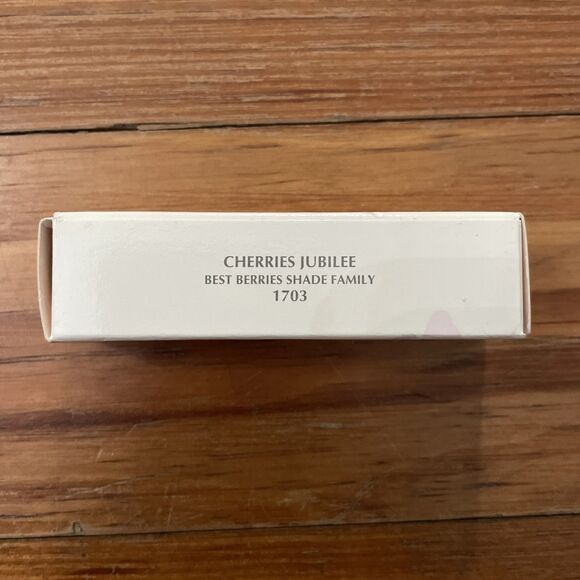 CHERRIES JUBILEE
BEST BERRIES SHADE FAMILY
1703